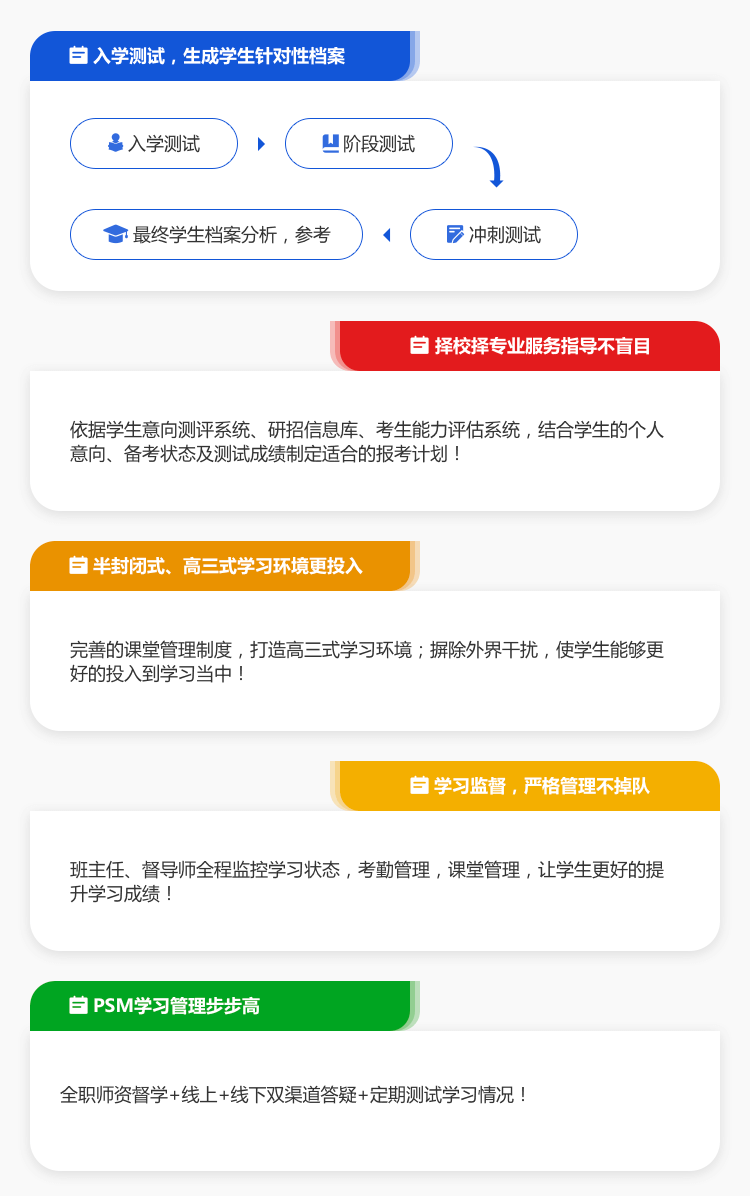 入学测试，生成学生针对性档案
入学测试
阶段测试
冲刺测试
最终学生档案分析，参考
择校择专业服务指导不盲目
依据学生意向测评系统、研招信息库、考生能力评估系统，结合学生的个人
意向、备考状态及测试成绩制定适合的报考计划！
半封闭式、高三式学习环境更投入
完善的课堂管理制度，打造高三式学习环境；摒除外界干扰，使学生能够更
好的投入到学习当中！
学习监督，严格管理不掉队
班主任、督导师全程监控学习状态，考勤管理，课堂管理，让学生更好的提
升学习成绩！
PSM学习管理步步高
全职师资督学+线上+线下双渠道答疑+定期测试学习情况！